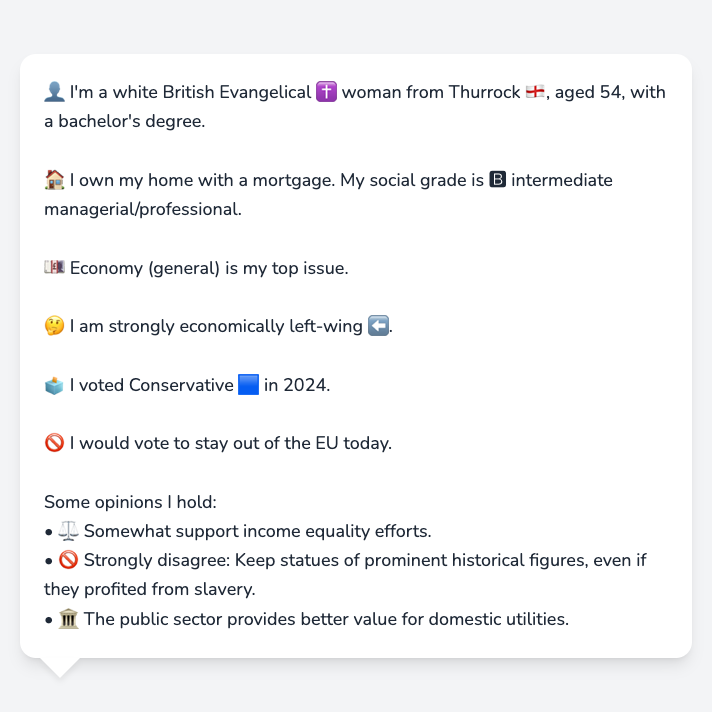 👤 I'm a white British Evangelical ✝️ woman from Thurrock 🏴󠁧󠁢󠁥󠁮󠁧󠁿, aged 54, with
a bachelor's degree.
🏠 I own my home with a mortgage. My social grade is 🅱 intermediate
managerial/professional.
💷 Economy (general) is my top issue.
🤔 I am strongly economically left-wing ⬅️.
🗳️ I voted Conservative 🟦 in 2024.
🚫 I would vote to stay out of the EU today.
Some opinions I hold:
• ⚖️ Somewhat support income equality efforts.
• 🚫 Strongly disagree: Keep statues of prominent historical figures, even if
they profited from slavery.
• 🏛️ The public sector provides better value for domestic utilities.